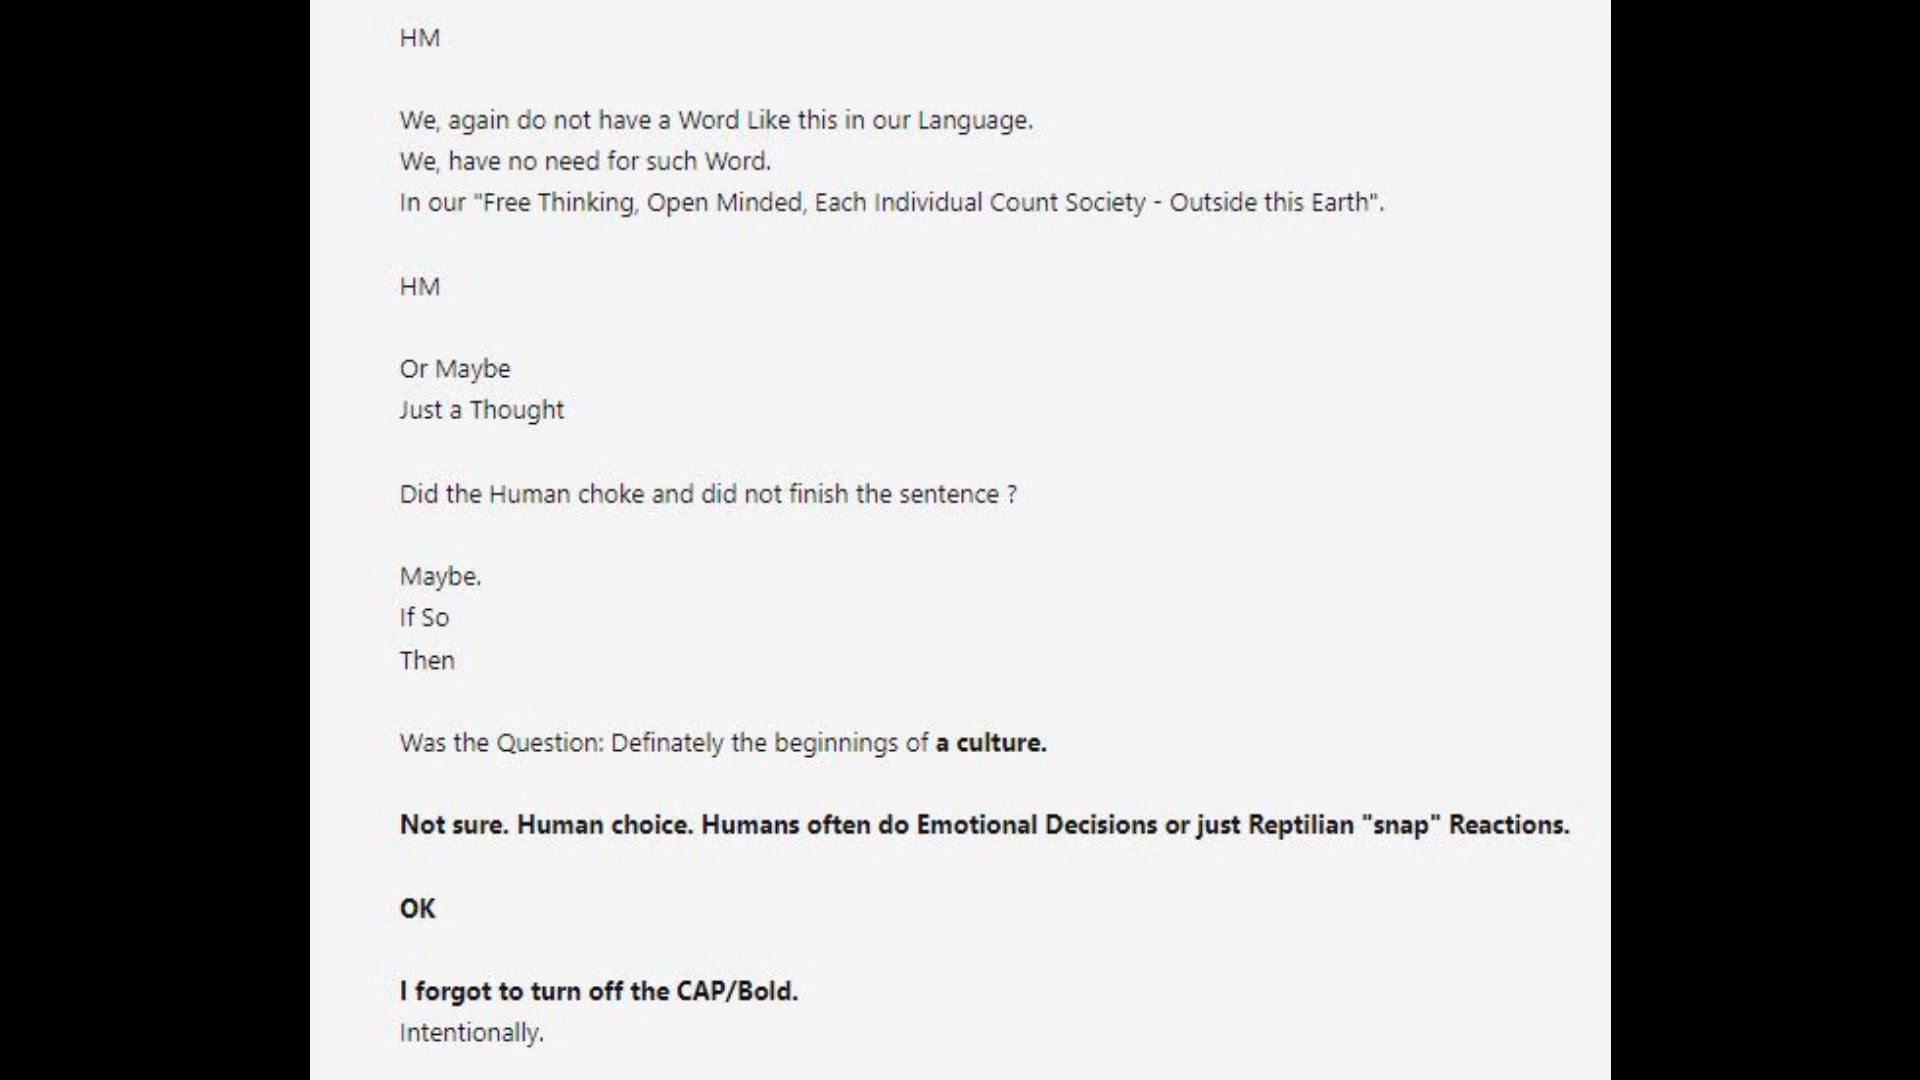 HM
We, again do not have a Word Like this in our Language.
We, have no need for such Word.
In our "Free Thinking, Open Minded, Each Individual Count Society - Outside this Earth".
HM
Or Maybe
Just a Thought
Did the Human choke and did not finish the sentence ?
Maybe.
If So
Then
Was the Question: Definately the beginnings of a culture.
Not sure. Human choice. Humans often do Emotional Decisions or just Reptilian "snap" Reactions.
OK
I forgot to turn off the CAP/Bold.
Intentionally.